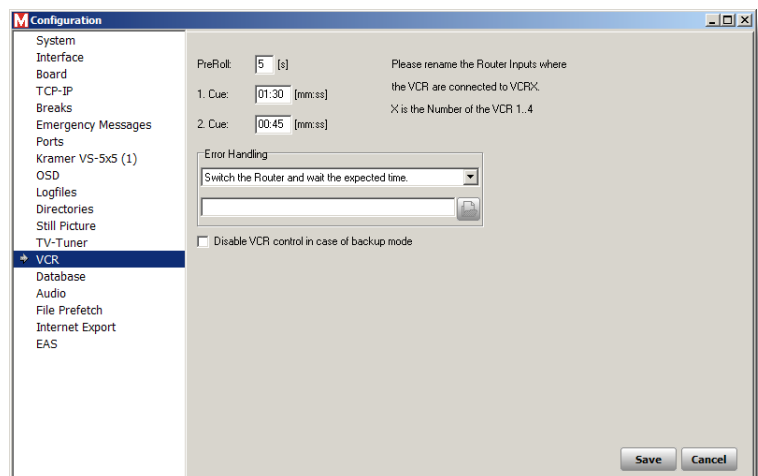 M Configuration
System
Interface
Board
TCP-IP
Breaks
Emergency Messages
Ports
Kramer VS-5x5 (1)
OSD
Logfiles
Directories
Still Picture
TV-Tuner
VCR
Database
Audio
File Prefetch
Internet Export
EAS
PreRoll: 5 [s]
1. Cue: 01:30 [mm:ss]
2. Cue: 00:45 [mm:ss]
Please rename the Router Inputs where
the VCR are connected to VCRX.
X is the Number of the VCR 1..4
Error Handling
Switch the Router and wait the expected time.
Disable VCR control in case of backup mode
Save Cancel